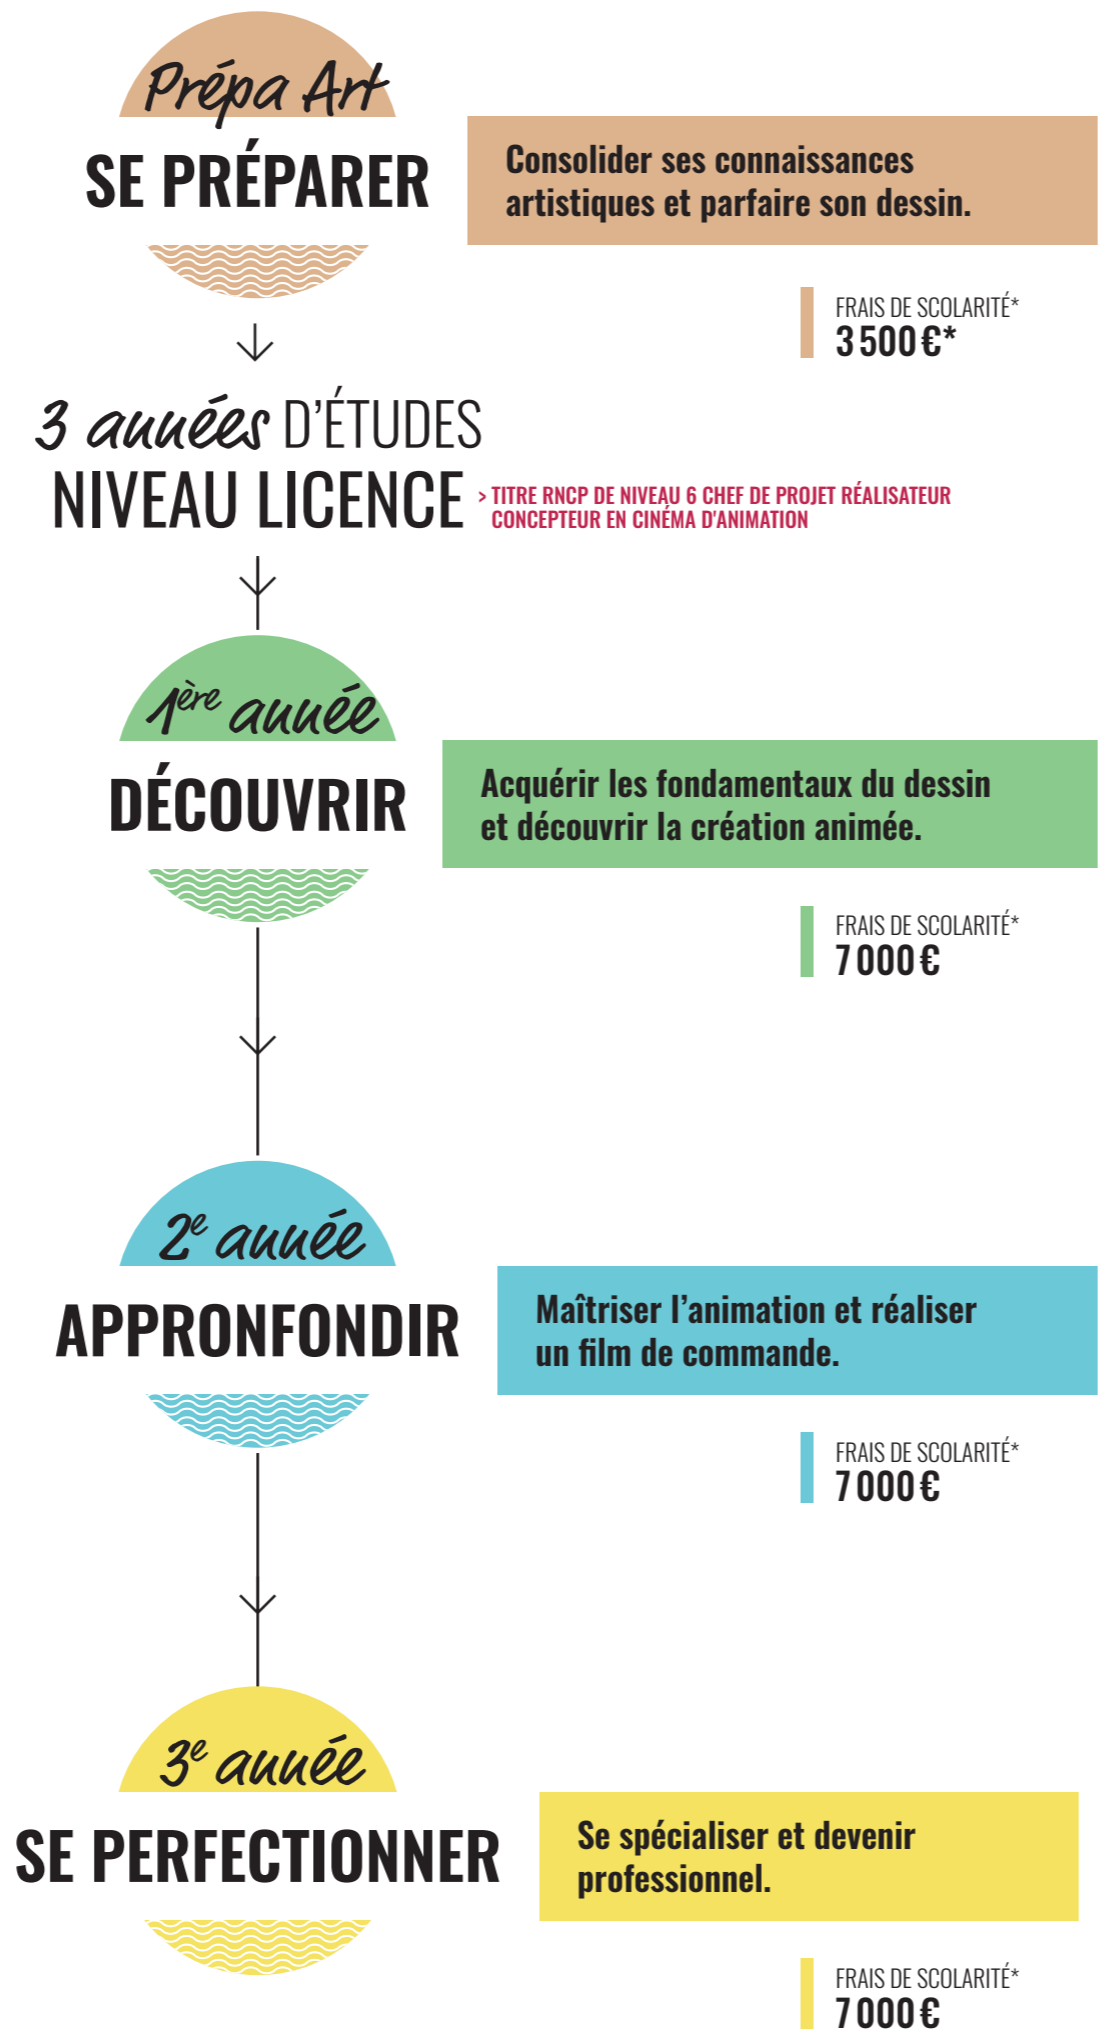 Prépa Art
SE PRÉPARER
Consolider ses connaissances
artistiques et parfaire son dessin.
FRAIS DE SCOLARITÉ*
3 500 €*
3 années D'ÉTUDES
NIVEAU LICENCE
> TITRE RNCP DE NIVEAU 6 CHEF DE PROJET RÉALISATEUR
CONCEPTEUR EN CINÉMA D'ANIMATION
1ère année
DÉCOUVRIR
Acquérir les fondamentaux du dessin
et découvrir la création animée.
FRAIS DE SCOLARITÉ*
7 000 €
2e année
APPRONFONDIR
Maîtriser l’animation et réaliser
un film de commande.
FRAIS DE SCOLARITÉ*
7 000 €
3e année
SE PERFECTIONNER
Se spécialiser et devenir
professionnel.
FRAIS DE SCOLARITÉ*
7 000 €